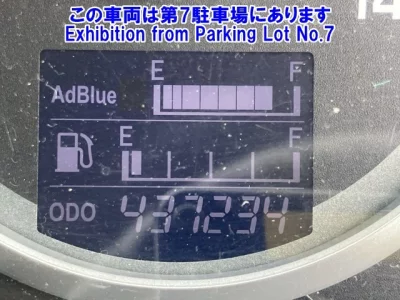 この車両は第7駐車場にあります
Exhibition from Parking Lot No.7
14
E F
AdBlue
E F
ODO 437234